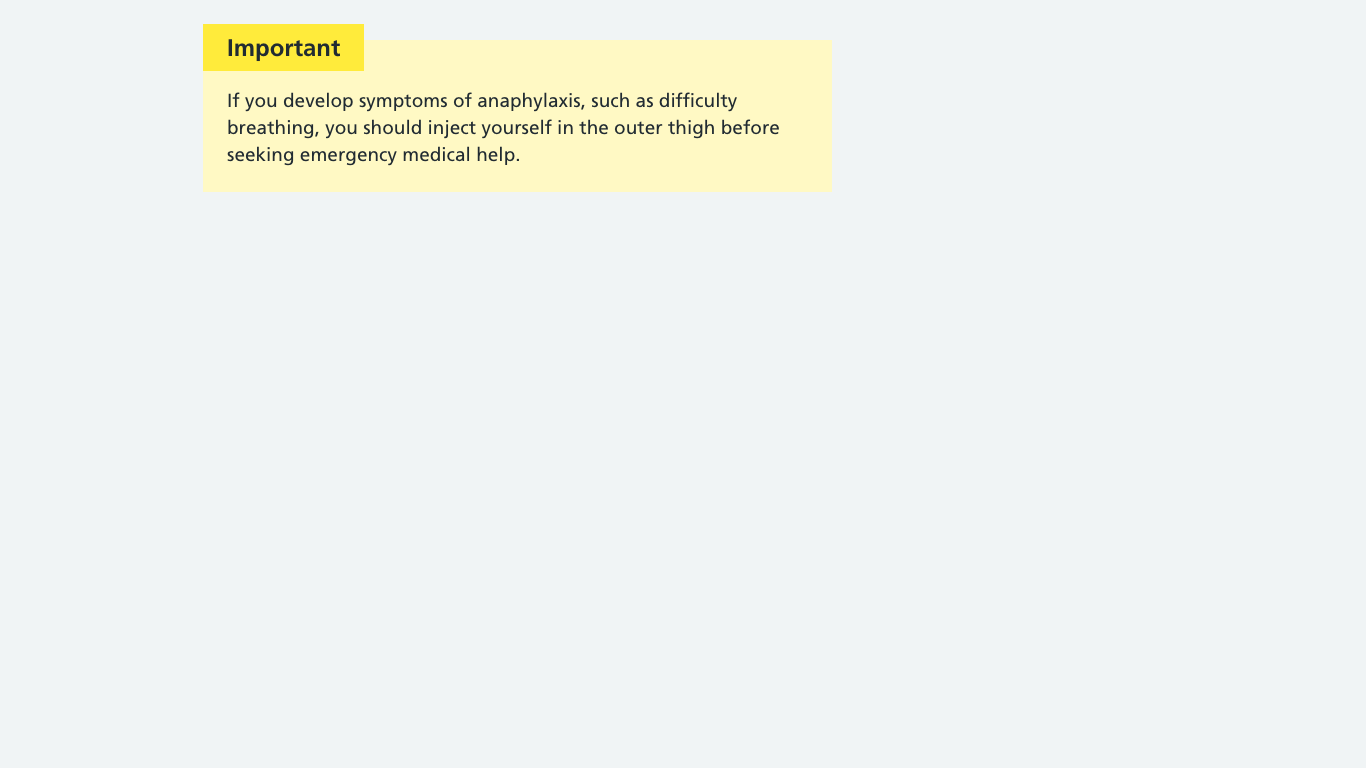 Important
If you develop symptoms of anaphylaxis, such as difficulty
breathing, you should inject yourself in the outer thigh before
seeking emergency medical help.